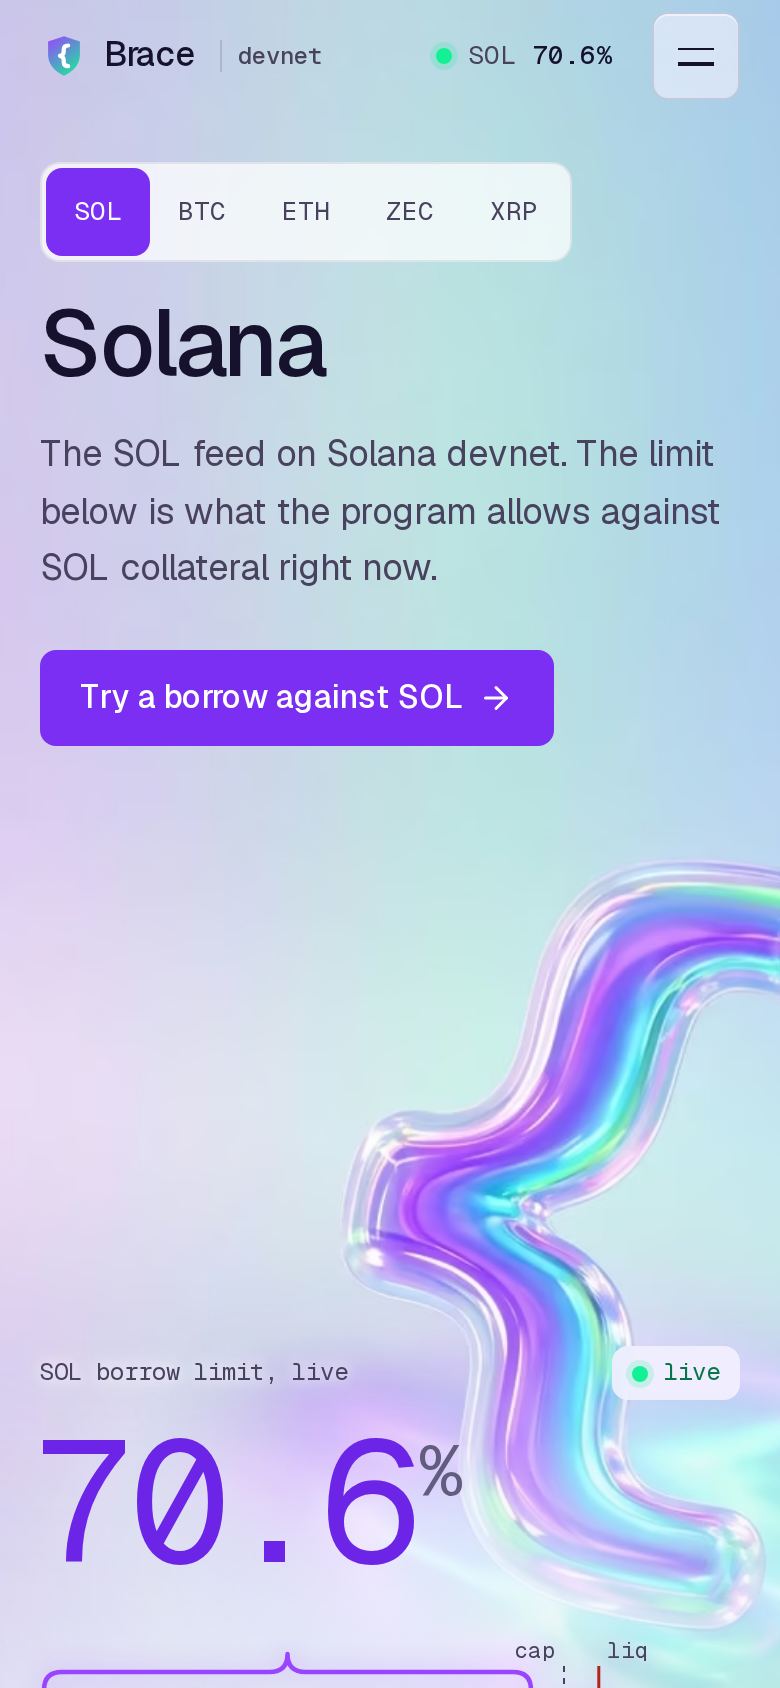 Brace devnet SOL 70.6%
SOL BTC ETH ZEC XRP
Solana
The SOL feed on Solana devnet. The limit
below is what the program allows against
SOL collateral right now.
Try a borrow against SOL →
SOL borrow limit, live
live
70.6%
cap liq